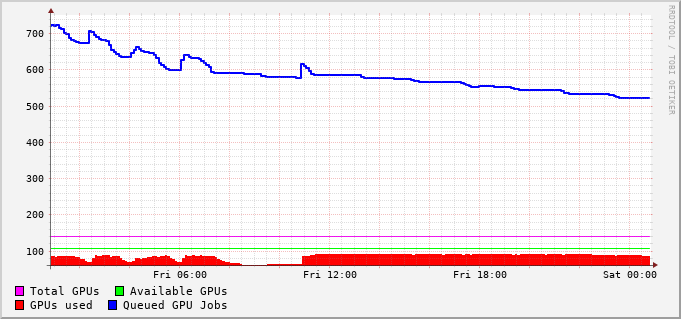 RRDTOOL / TOBI OETIKER
700
600
500
400
300
200
100
Fri 06:00 Fri 12:00 Fri 18:00 Sat 00:00
Total GPUs Available GPUs
GPUs used Queued GPU Jobs